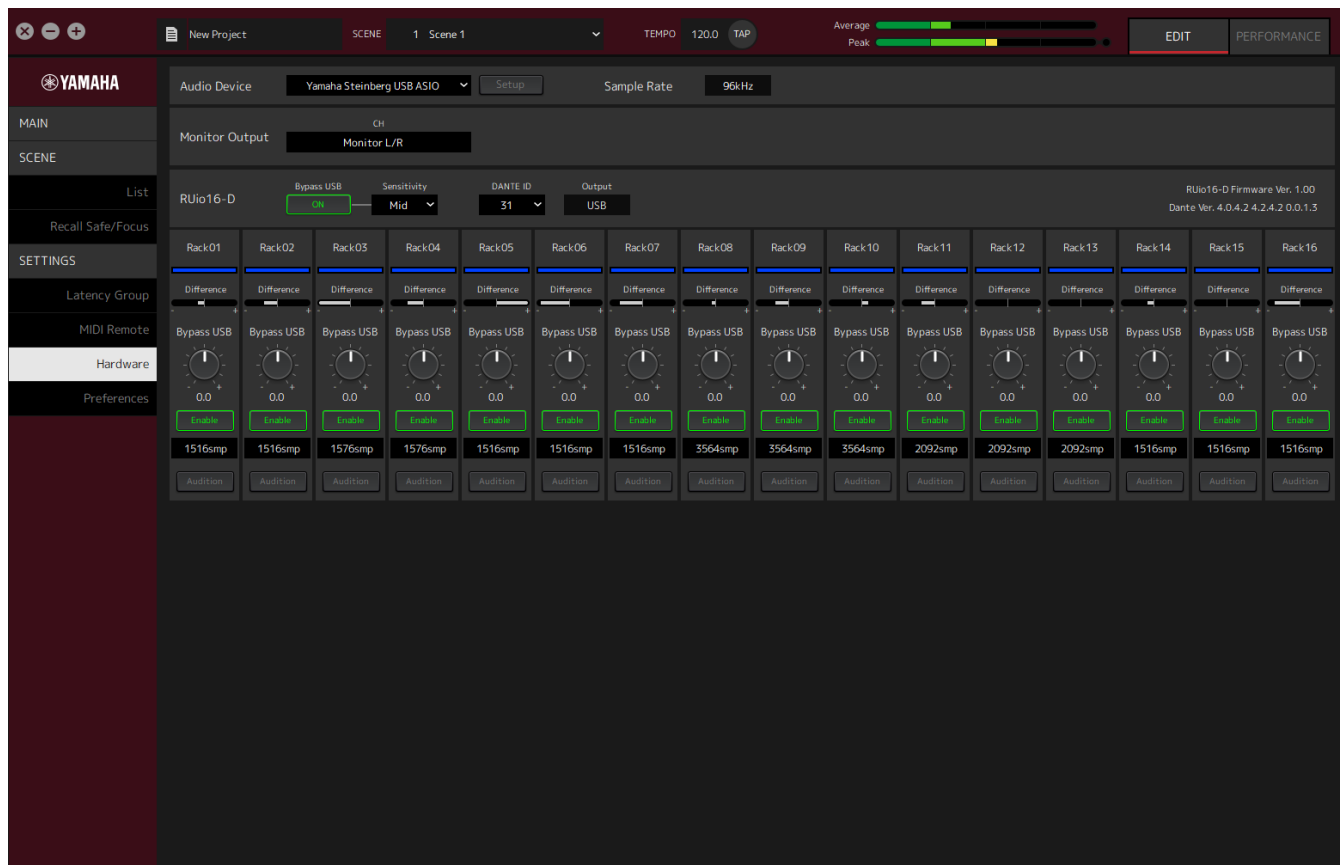 New Project SCENE 1 Scene 1 TEMPO 120.0 TAP Average Peak EDIT PERFORMANCE
YAMAHA
MAIN
SCENE
List
Recall Safe/Focus
SETTINGS
Latency Group
MIDI Remote
Hardware
Preferences
Audio Device Yamaha Steinberg USB ASIO Setup Sample Rate 96kHz
CH
Monitor Output Monitor L/R
Bypass USB Sensitivity DANTE ID Output
RUio16-D ON Mid 31 USB
RUio16-D Firmware Ver. 1.00
Dante Ver. 4.0.4.2 4.2.4.2 0.0.1.3
Rack01 Rack02 Rack03 Rack04 Rack05 Rack06 Rack07 Rack08 Rack09 Rack10 Rack11 Rack12 Rack13 Rack14 Rack15 Rack16
Difference Difference Difference Difference Difference Difference Difference Difference Difference Difference Difference Difference Difference Difference Difference Difference
- + - + - + - + - + - + - + - + - + - + - + - + - + - + - + - +
Bypass USB Bypass USB Bypass USB Bypass USB Bypass USB Bypass USB Bypass USB Bypass USB Bypass USB Bypass USB Bypass USB Bypass USB Bypass USB Bypass USB Bypass USB Bypass USB
- + - + - + - + - + - + - + - + - + - + - + - + - + - + - + - +
0.0 0.0 0.0 0.0 0.0 0.0 0.0 0.0 0.0 0.0 0.0 0.0 0.0 0.0 0.0 0.0
Enable Enable Enable Enable Enable Enable Enable Enable Enable Enable Enable Enable Enable Enable Enable Enable
1516smp 1516smp 1576smp 1576smp 1516smp 1516smp 1516smp 3564smp 3564smp 3564smp 2092smp 2092smp 2092smp 1516smp 1516smp 1516smp
Audition Audition Audition Audition Audition Audition Audition Audition Audition Audition Audition Audition Audition Audition Audition Audition